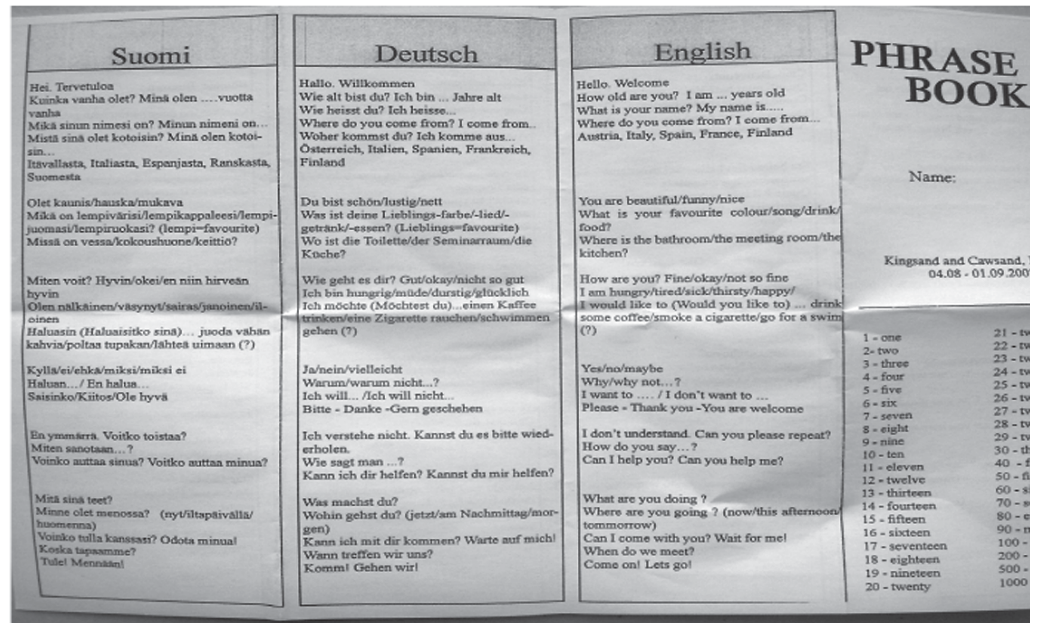 Suomi
Hei. Tervetuloa
Kuinka vanha olet? Minä olen ....vuotta
vanha
Mikä sinun nimesi on? Minun nimeni on...
Mistä sinä olet kotoisin? Minä olen kotoi-
sin...
Itävallasta, Italiasta, Espanjasta, Ranskasta,
Suomesta
Olet kaunis/hauska/mukava
Mikä on lempivärisi/lempikappaleesi/lempi-
juomasi/lempiruokasi? (lempi=favourite)
Missä on vessa/kokoushuone/keittiö?
Miten voit? Hyvin/okei/en niin hirveän
hyvin
Olen nälkäinen/väsynyt/sairas/janoinen/il-
oinen
Haluasin (Haluaisitko sinä)... juoda vähän
kahvia/poltaa tupakan/lähteä uimaan (?)
Kyllä/ei/ehkä/miksi/miksi ei
Haluan.../ En halua...
Saisinko/Kiitos/Ole hyvä
En ymmärrä. Voitko toistaa?
Miten sanotaan...?
Voinko auttaa sinua? Voitko auttaa minua?
Mitä sinä teet?
Minne olet menossa? (nyt/iltapäivällä/
huomenna)
Voinko tulla kanssasi? Odota minua!
Koska tapaamme?
Tule! Mennään!
Deutsch
Hallo. Willkommen
Wie alt bist du? Ich bin ... Jahre alt
Wie heisst du? Ich heisse...
Where do you come from? I come from..
Woher kommst du? Ich komme aus...
Österreich, Italien, Spanien, Frankreich,
Finland
Du bist schön/lustig/nett
Was ist deine Lieblings-farbe/-lied/-
getränk/-essen? (Lieblings=favourite)
Wo ist die Toilette/der Seminarraum/die
Küche?
Wie geht es dir? Gut/okay/nicht so gut
Ich bin hungrig/müde/durstig/glücklich
Ich möchte (Möchtest du)...einen Kaffee
trinken/eine Zigarette rauchen/schwimmen
gehen (?)
Ja/nein/vielleicht
Warum/warum nicht...?
Ich will... /Ich will nicht...
Bitte - Danke -Gern geschehen
Ich verstehe nicht. Kannst du es bitte wied-
erholen.
Wie sagt man ...?
Kann ich dir helfen? Kannst du mir helfen?
Was machst du?
Wohin gehst du? (jetzt/am Nachmittag/mor-
gen)
Kann ich mit dir kommen? Warte auf mich!
Wann treffen wir uns?
Komm! Gehen wir!
English
Hello. Welcome
How old are you? I am ... years old
What is your name? My name is.....
Where do you come from? I come from...
Austria, Italy, Spain, France, Finland
You are beautiful/funny/nice
What is your favourite colour/song/drink/
food?
Where is the bathroom/the meeting room/the
kitchen?
How are you? Fine/okay/not so fine
I am hungry/tired/sick/thirsty/happy/
I would like to (Would you like to) ... drink
some coffee/smoke a cigarette/go for a swim
(?)
Yes/no/maybe
Why/why not...?
I want to .... / I don't want to ...
Please - Thank you -You are welcome
I don't understand. Can you please repeat?
How do you say...?
Can I help you? Can you help me?
What are you doing ?
Where are you going ? (now/this afternoon/
tommorrow)
Can I come with you? Wait for me!
When do we meet?
Come on! Lets go!
PHRASE
BOOK
Name:
Kingsand and Cawsand,
04.08 - 01.09.200
1 - one
2- two
3 - three
4 - four
5 - five
6 - six
7 - seven
8 - eight
9 - nine
10 - ten
11 - eleven
12 - twelve
13 - thirteen
14 - fourteen
15 - fifteen
16 - sixteen
17 - seventeen
18 - eighteen
19 - nineteen
20 - twenty
21 - tw
22 - tw
23 - tw
24 - tw
25 - tw
26 - tw
27 - tw
28 - tw
29 - tw
30 - th
40 - f
50 - fi
60 - s
70 - s
80 - e
90 - n
100 -
200 -
500 -
1000